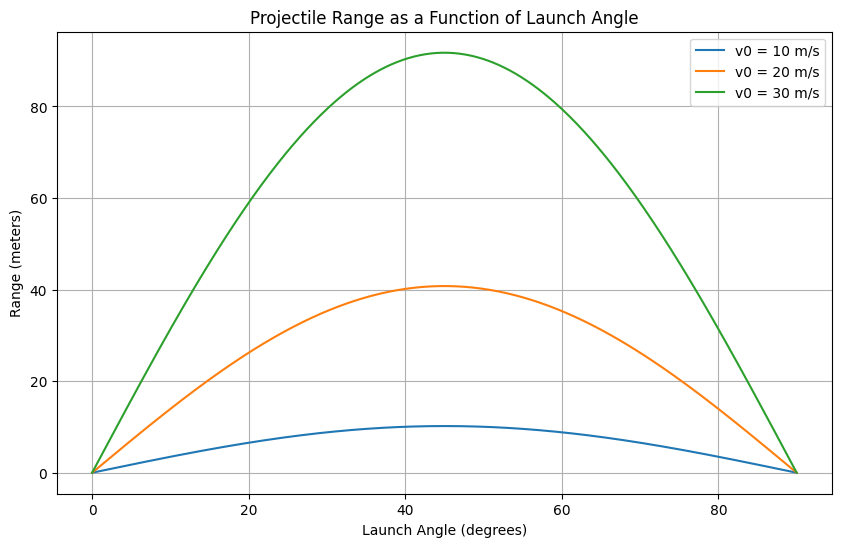 Projectile Range as a Function of Launch Angle
v0 = 10 m/s
v0 = 20 m/s
v0 = 30 m/s
Range (meters)
80
60
40
20
0
0 20 40 60 80
Launch Angle (degrees)